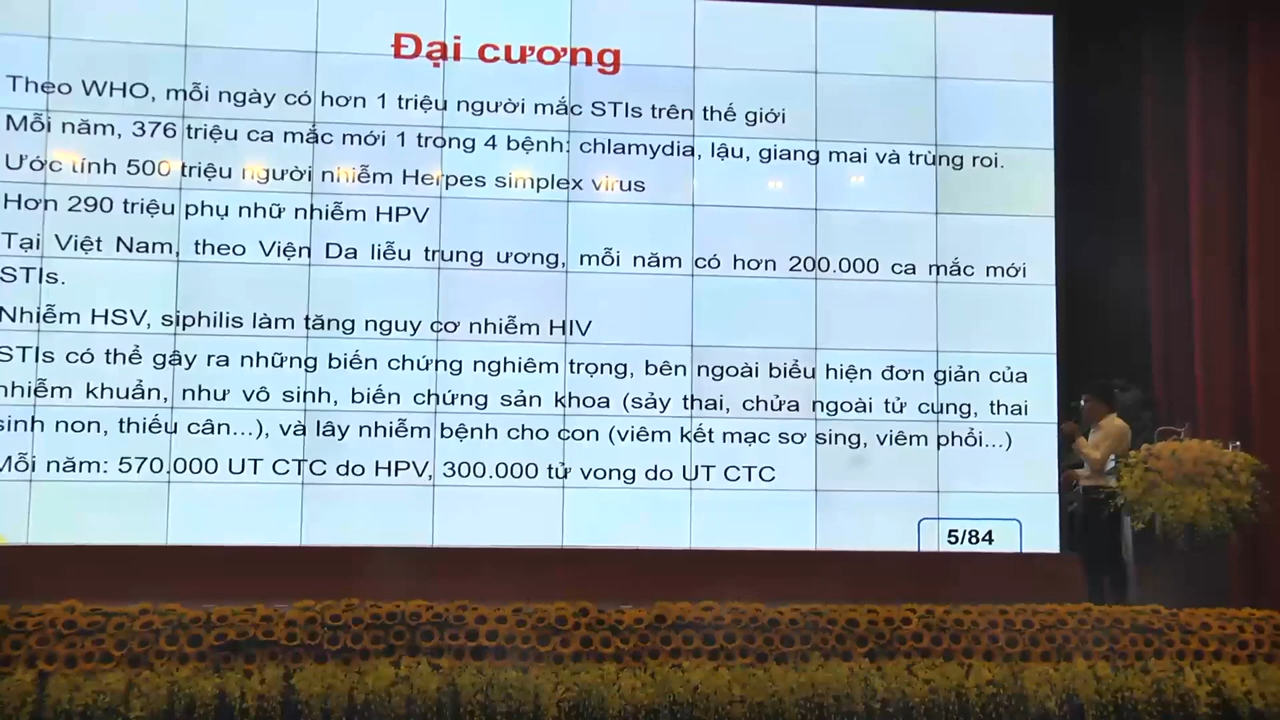 Đại cương
Theo WHO, mỗi ngày có hơn 1 triệu người mắc STIs trên thế giới
Mỗi năm, 376 triệu ca mắc mới 1 trong 4 bệnh: chlamydia, lậu, giang mai và trùng roi.
Ước tính 500 triệu người nhiễm Herpes simplex virus
Hơn 290 triệu phụ nhữ nhiễm HPV
Tại Việt Nam, theo Viện Da liễu trung ương, mỗi năm có hơn 200.000 ca mắc mới
STIs.
Nhiễm HSV, siphilis làm tăng nguy cơ nhiễm HIV
STIs có thể gây ra những biến chứng nghiêm trọng, bên ngoài biểu hiện đơn giản của
nhiễm khuẩn, như vô sinh, biến chứng sản khoa (sảy thai, chửa ngoài tử cung, thai
sinh non, thiếu cân...), và lây nhiễm bệnh cho con (viêm kết mạc sơ sing, viêm phổi...)
Mỗi năm: 570.000 UT CTC do HPV, 300.000 tử vong do UT CTC
5/84